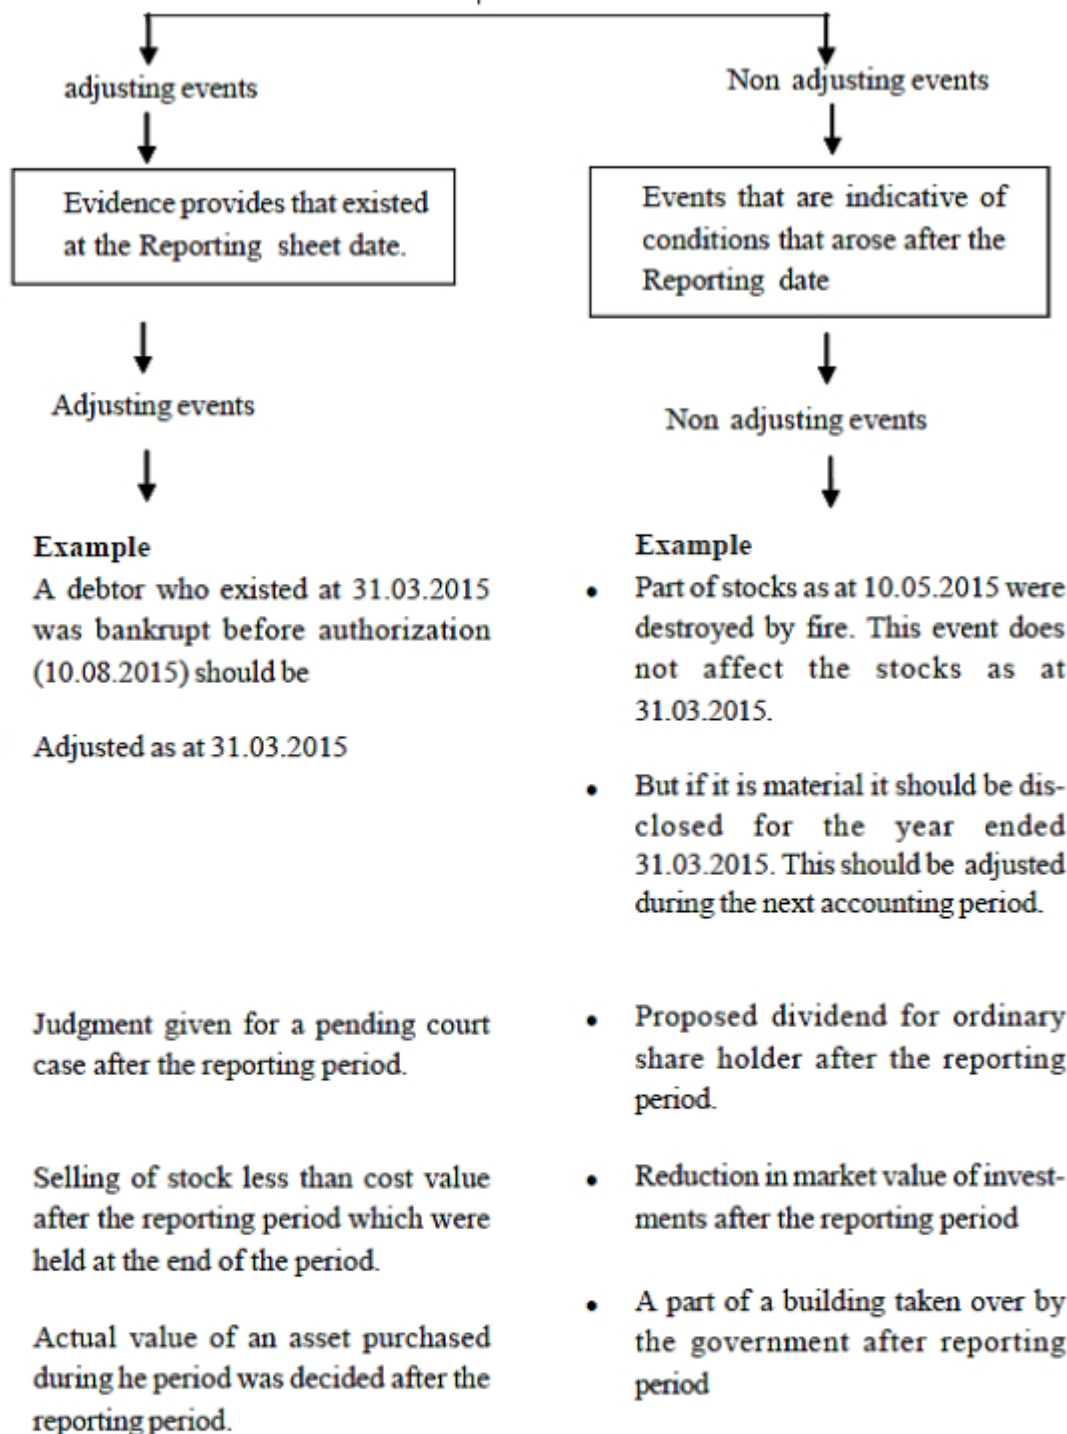 adjusting events
Evidence provides that existed
at the Reporting sheet date.
Adjusting events
Example
A debtor who existed at 31.03.2015
was bankrupt before authorization
(10.08.2015) should be
Adjusted as at 31.03.2015
Judgment given for a pending court
case after the reporting period.
Selling of stock less than cost value
after the reporting period which were
held at the end of the period.
Actual value of an asset purchased
during he period was decided after the
reporting period.
Non adjusting events
Events that are indicative of
conditions that arose after the
Reporting date
Non adjusting events
Example
• Part of stocks as at 10.05.2015 were
destroyed by fire. This event does
not affect the stocks as at
31.03.2015.
• But if it is material it should be dis-
closed for the year ended
31.03.2015. This should be adjusted
during the next accounting period.
• Proposed dividend for ordinary
share holder after the reporting
period.
• Reduction in market value of invest-
ments after the reporting period
• A part of a building taken over by
the government after reporting
period